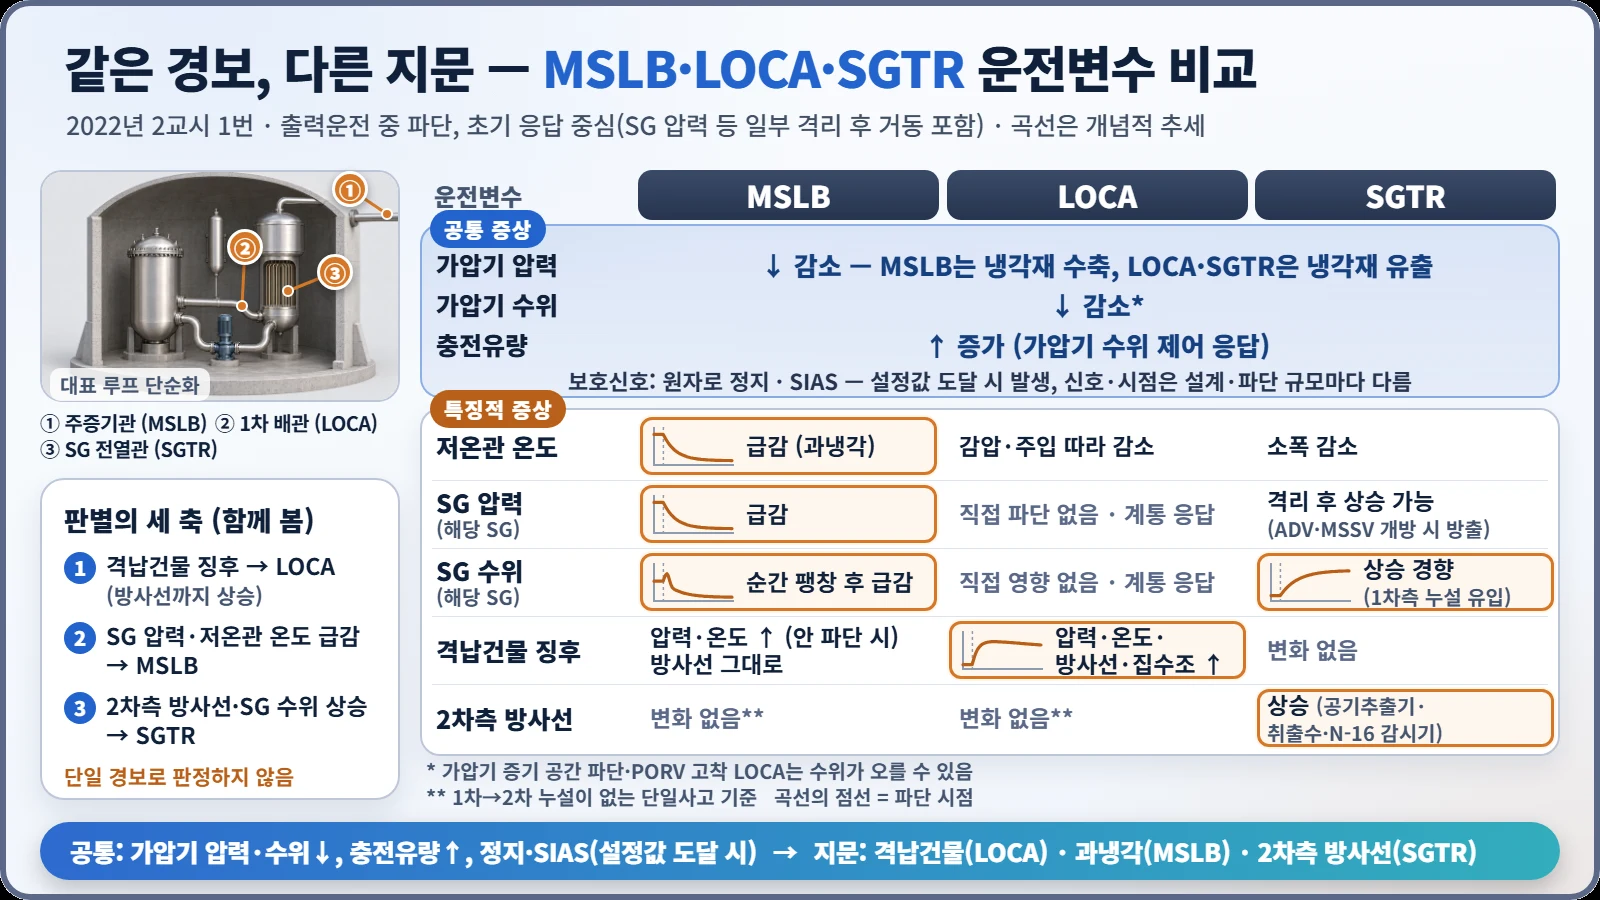 같은 경보, 다른 지문 — MSLB·LOCA·SGTR 운전변수 비교
2022년 2교시 1번 · 출력운전 중 파단, 초기 응답 중심(SG 압력 등 일부 격리 후 거동 포함) · 곡선은 개념적 추세
①
②
③
대표 루프 단순화
① 주증기관 (MSLB) ② 1차 배관 (LOCA)
③ SG 전열관 (SGTR)
판별의 세 축 (함께 봄)
1 격납건물 징후 → LOCA
(방사선까지 상승)
2 SG 압력·저온관 온도 급감
→ MSLB
3 2차측 방사선·SG 수위 상승
→ SGTR
단일 경보로 판정하지 않음
운전변수 MSLB LOCA SGTR
공통 증상
가압기 압력 ↓ 감소 — MSLB는 냉각재 수축, LOCA·SGTR은 냉각재 유출
가압기 수위 ↓ 감소*
충전유량 ↑ 증가 (가압기 수위 제어 응답)
보호신호: 원자로 정지 · SIAS — 설정값 도달 시 발생, 신호·시점은 설계·파단 규모마다 다름
특징적 증상
저온관 온도 급감 (과냉각) 감압·주입 따라 감소 소폭 감소
SG 압력 (해당 SG) 급감 직접 파단 없음 · 계통 응답 격리 후 상승 가능
(ADV·MSSV 개방 시 방출)
SG 수위 (해당 SG) 순간 팽창 후 급감 직접 영향 없음 · 계통 응답 상승 경향
(1차측 누설 유입)
격납건물 징후 압력·온도 ↑ (안 파단 시)
방사선 그대로
압력·온도·
방사선·집수조 ↑
변화 없음
2차측 방사선 변화 없음** 변화 없음** 상승 (공기추출기·
취출수·N-16 감시기)
* 가압기 증기 공간 파단·PORV 고착 LOCA는 수위가 오를 수 있음
** 1차→2차 누설이 없는 단일사고 기준 곡선의 점선 = 파단 시점
공통: 가압기 압력·수위↓, 충전유량↑, 정지·SIAS(설정값 도달 시) → 지문: 격납건물(LOCA) · 과냉각(MSLB) · 2차측 방사선(SGTR)